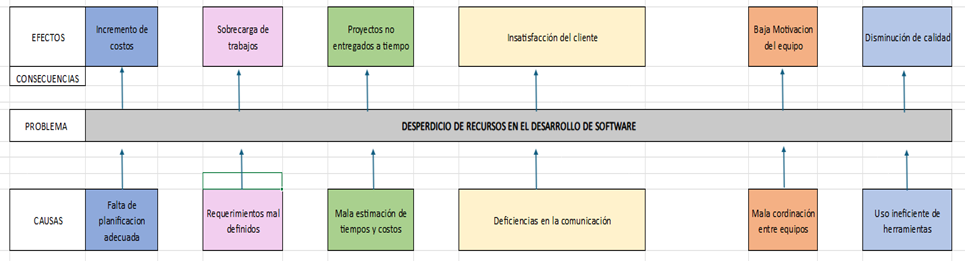 EFECTOS
Incremento de
costos
Sobrecarga de
trabajos
Proyectos no
entregados a tiempo
Insatisfacción del cliente
Baja Motivacion
del equipo
Disminución de calidad
CONSECUENCIAS
PROBLEMA
DESPERDICIO DE RECURSOS EN EL DESARROLLO DE SOFTWARE
CAUSAS
Falta de
planificacion
adecuada
Requerimientos mal
definidos
Mala estimación de
tiempos y costos
Deficiencias en la comunicación
Mala cordinación
entre equipos
Uso ineficiente de
herramientas